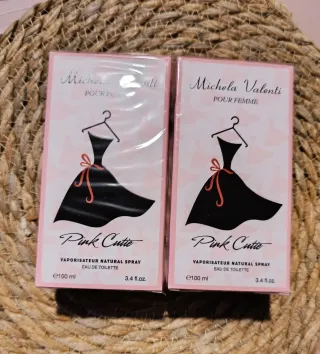 Michela Valenti
POUR FEMME
Pink Cutie
VAPORISATEUR NATURAL SPRAY
EAU DE TOILETTE
℮100 ml 3.4 fl.oz.
Michela Valenti
POUR FEMME
Pink Cutie
VAPORISATEUR NATURAL SPRAY
EAU DE TOILETTE
℮100 ml 3.4 fl.oz.